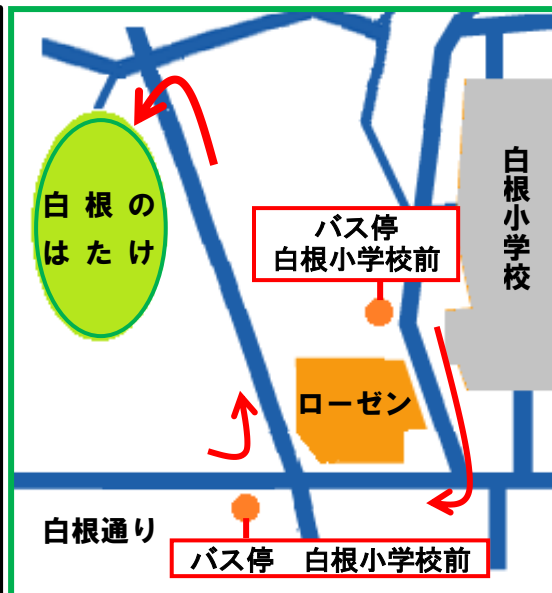 白根の
はたけ
バス停
白根小学校前
白根小学校
ローゼン
白根通り
バス停 白根小学校前